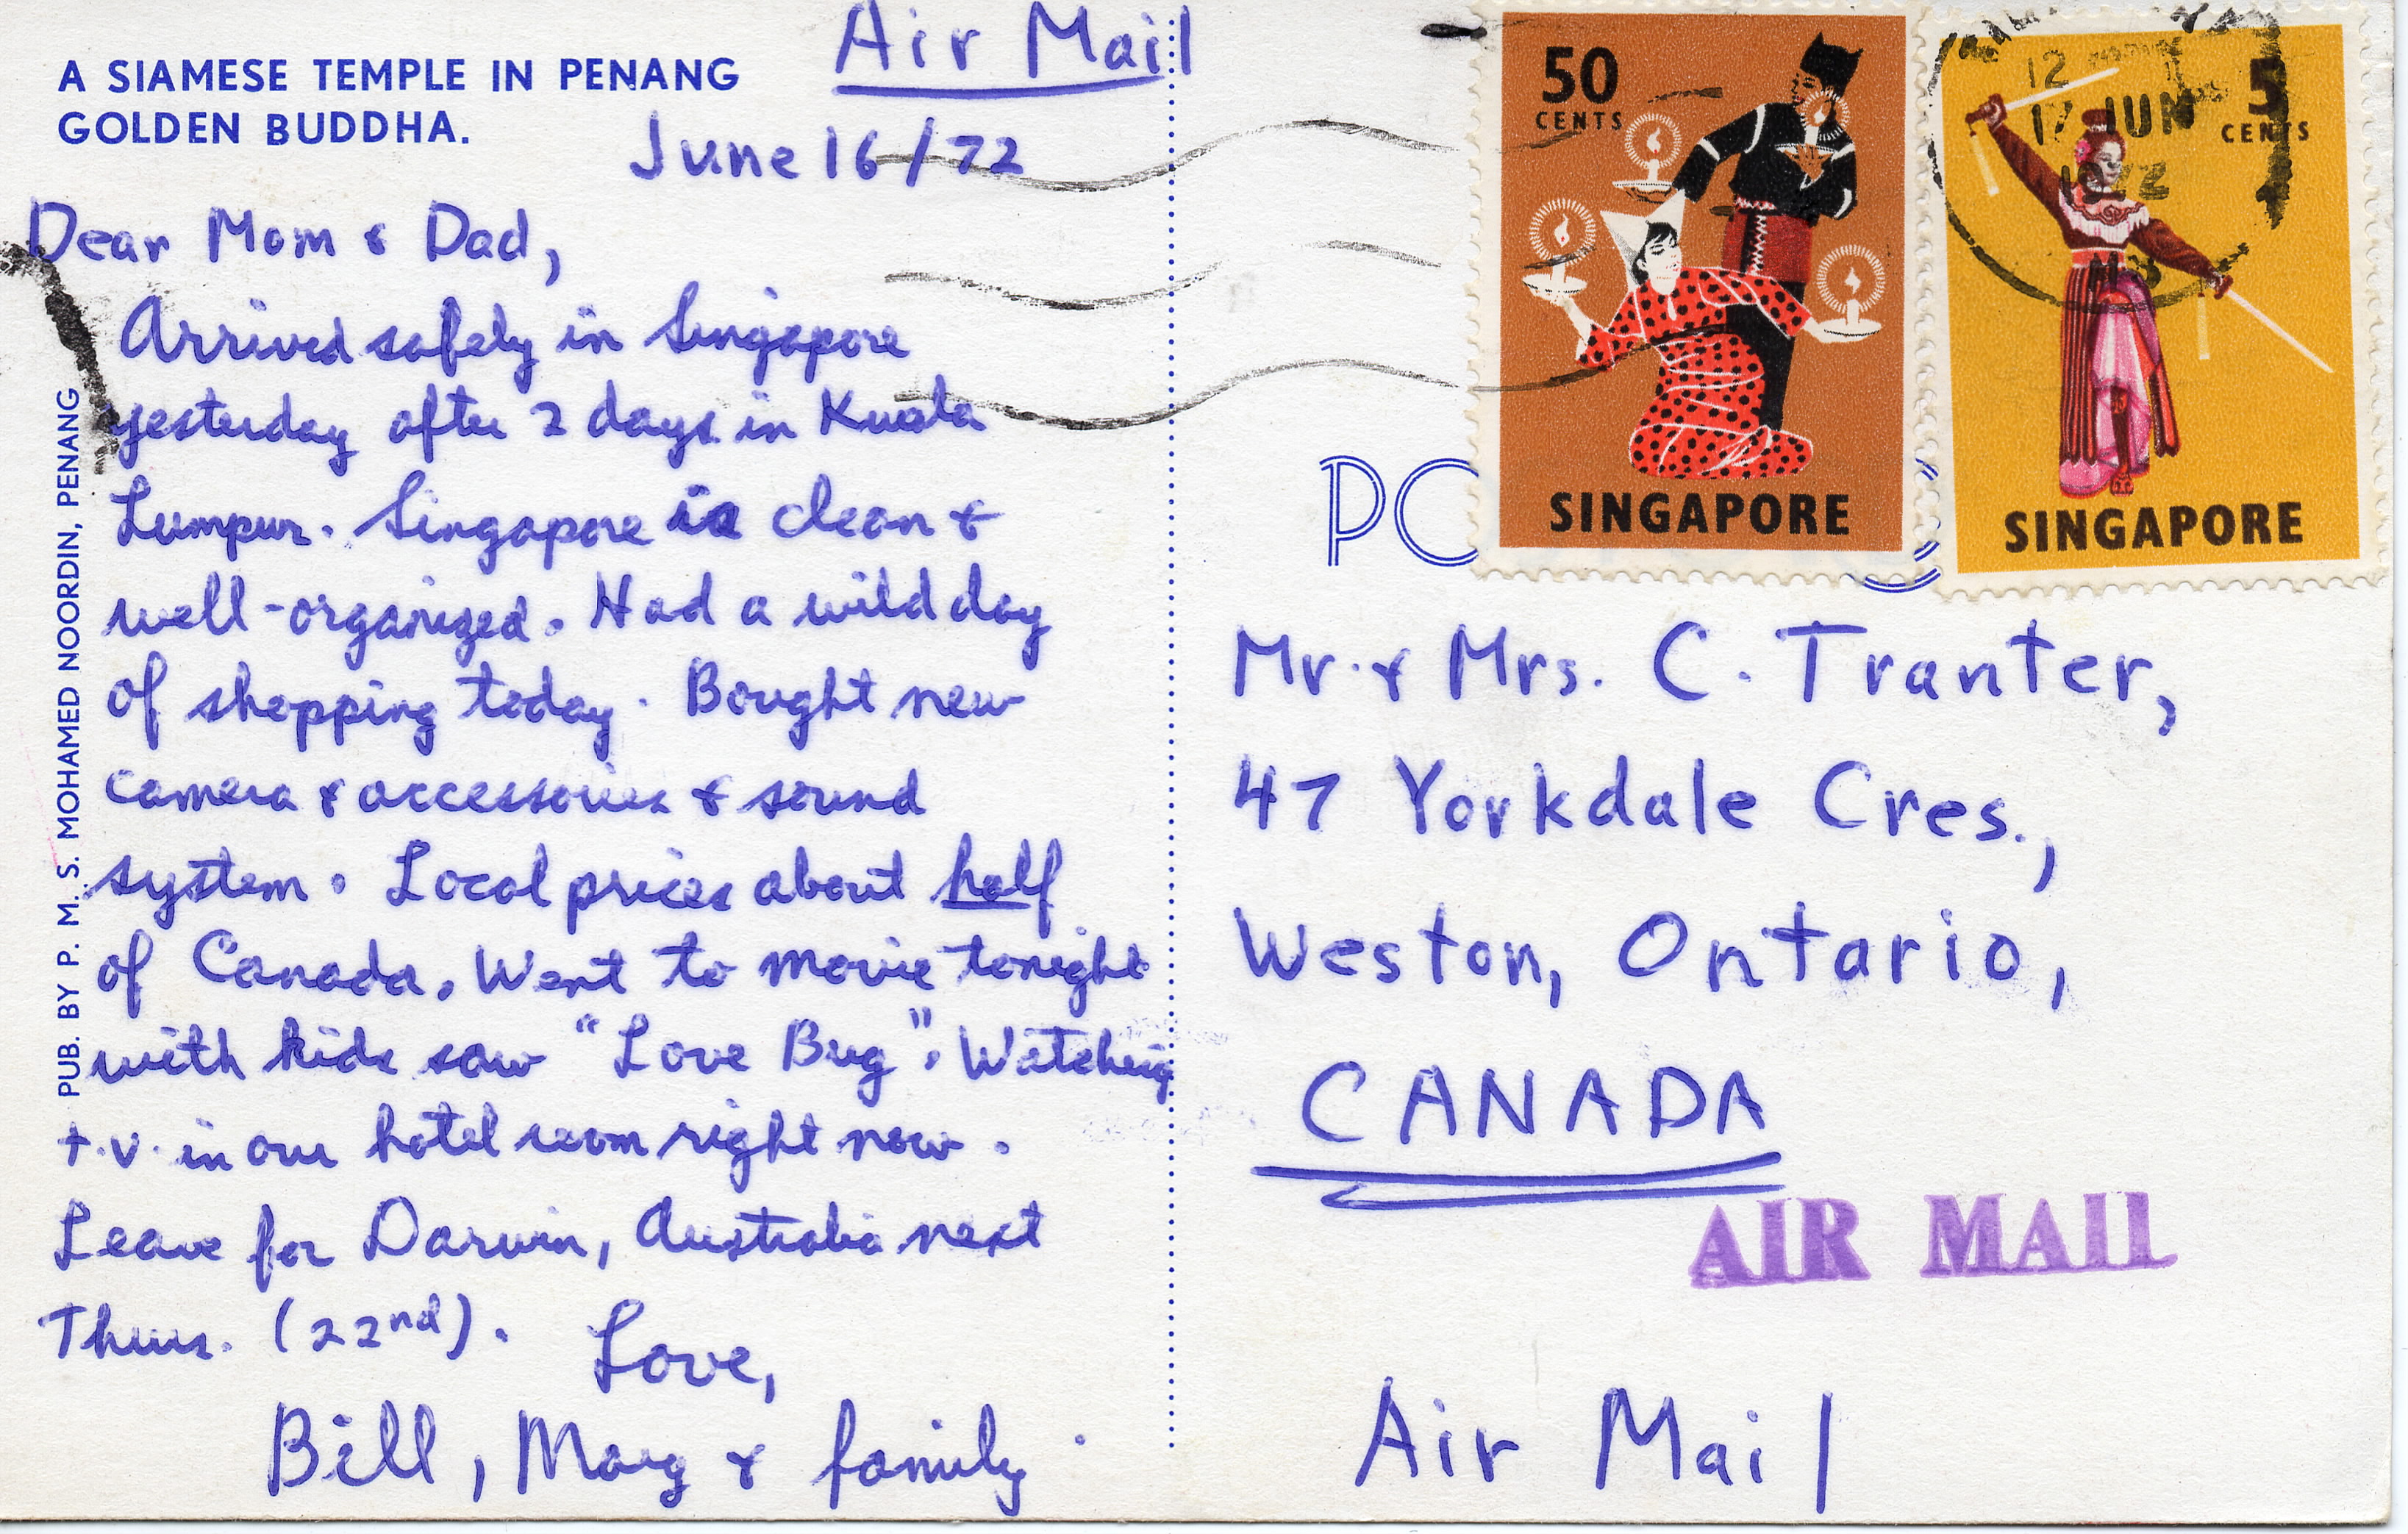 A SIAMESE TEMPLE IN PENANG
GOLDEN BUDDHA.
Air Mail
June 16/72
Dear Mom & Dad,
Arrived safely in Singapore
yesterday after 2 days in Kuala
Lumpur. Singapore is clean &
well-organized. Had a wild day
of shopping today. Bought new
camera & accessories & sound
system. Local prices about half
of Canada. Went to movie tonight
with kids saw "Love Bug". Watching
t.v. in our hotel room right now.
Leave for Darwin, Australia next
Thurs. (22nd). Love,
Bill, Marg & family.
PUB. BY P. M. S. MOHAMED NOORDIN, PENANG
50
CENTS
SINGAPORE
5
CENTS
SINGAPORE
12
17 JUN
1972
Mr. & Mrs. C. Tranter,
47 Yorkdale Cres.,
Weston, Ontario,
CANADA
AIR MAIL
Air Mail